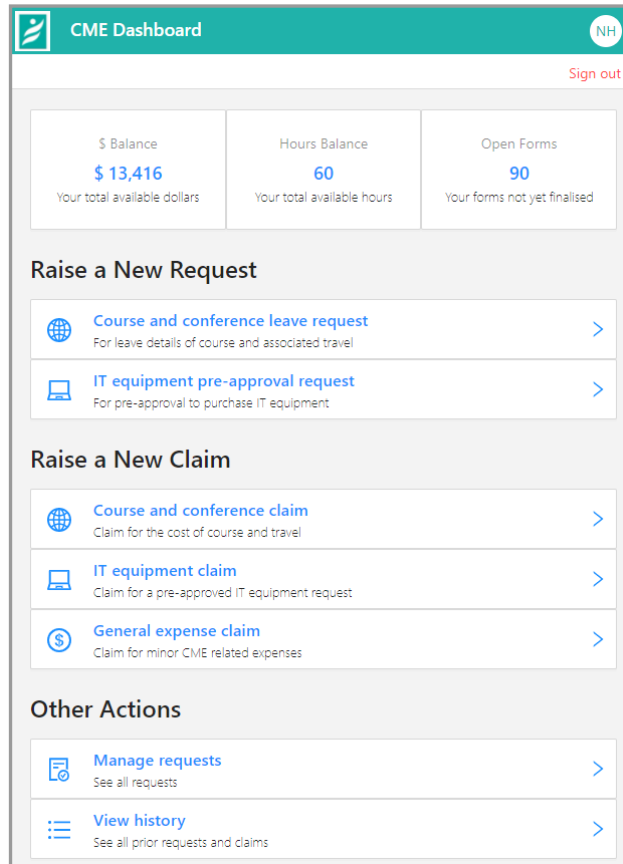 CME Dashboard
NH
Sign out
$ Balance
$ 13,416
Your total available dollars
Hours Balance
60
Your total available hours
Open Forms
90
Your forms not yet finalised
Raise a New Request
Course and conference leave request
For leave details of course and associated travel
IT equipment pre-approval request
For pre-approval to purchase IT equipment
Raise a New Claim
Course and conference claim
Claim for the cost of course and travel
IT equipment claim
Claim for a pre-approved IT equipment request
General expense claim
Claim for minor CME related expenses
Other Actions
Manage requests
See all requests
View history
See all prior requests and claims